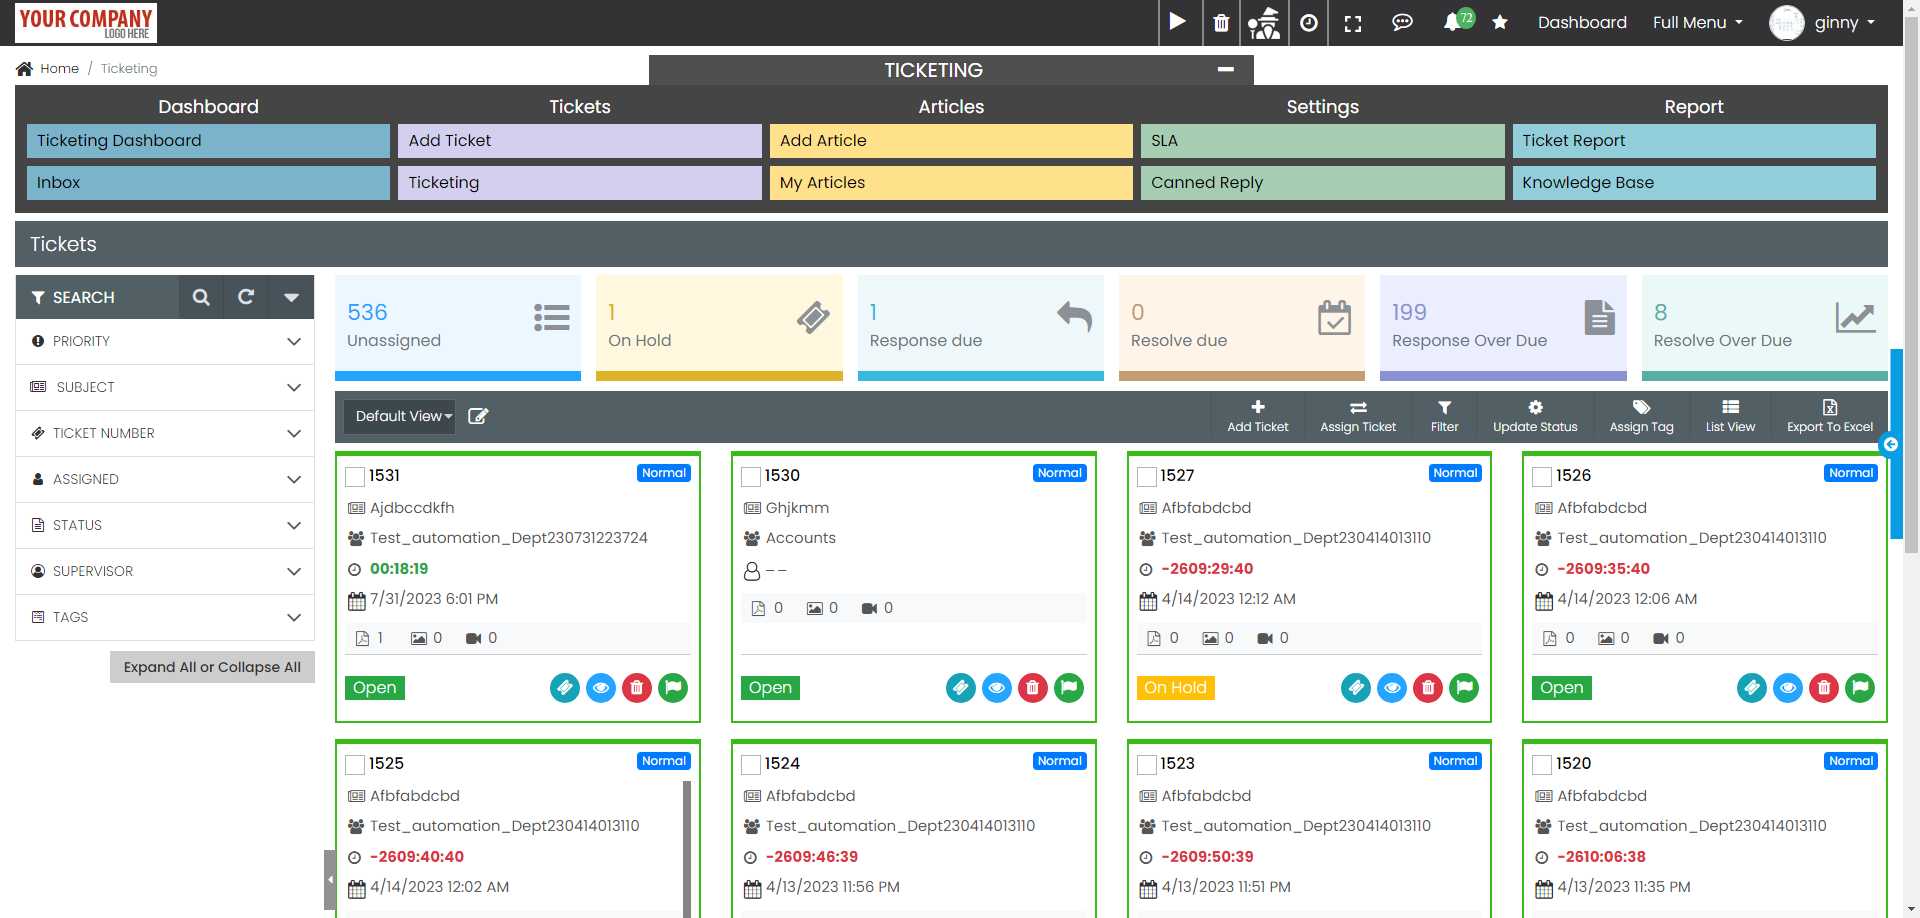 YOUR COMPANY
LOGO HERE
72
Dashboard
Full Menu
ginny
Home / Ticketing
TICKETING
Dashboard
Tickets
Articles
Settings
Report
Ticketing Dashboard
Add Ticket
Add Article
SLA
Ticket Report
Inbox
Ticketing
My Articles
Canned Reply
Knowledge Base
Tickets
SEARCH
PRIORITY
SUBJECT
TICKET NUMBER
ASSIGNED
STATUS
SUPERVISOR
TAGS
Expand All or Collapse All
536
Unassigned
1
On Hold
1
Response due
0
Resolve due
199
Response Over Due
8
Resolve Over Due
Default View
Add Ticket
Assign Ticket
Filter
Update Status
Assign Tag
List View
Export To Excel
1531
Normal
Ajdbccdkfh
Test_automation_Dept230731223724
00:18:19
7/31/2023 6:01 PM
1 0 0
Open
1530
Normal
Ghjkmm
Accounts
--
0 0 0
Open
1527
Normal
Afbfabdcbd
Test_automation_Dept230414013110
-2609:29:40
4/14/2023 12:12 AM
0 0 0
On Hold
1526
Normal
Afbfabdcbd
Test_automation_Dept230414013110
-2609:35:40
4/14/2023 12:06 AM
0 0 0
Open
1525
Normal
Afbfabdcbd
Test_automation_Dept230414013110
-2609:40:40
4/14/2023 12:02 AM
1524
Normal
Afbfabdcbd
Test_automation_Dept230414013110
-2609:46:39
4/13/2023 11:56 PM
1523
Normal
Afbfabdcbd
Test_automation_Dept230414013110
-2609:50:39
4/13/2023 11:51 PM
1520
Normal
Afbfabdcbd
Test_automation_Dept230414013110
-2610:06:38
4/13/2023 11:35 PM